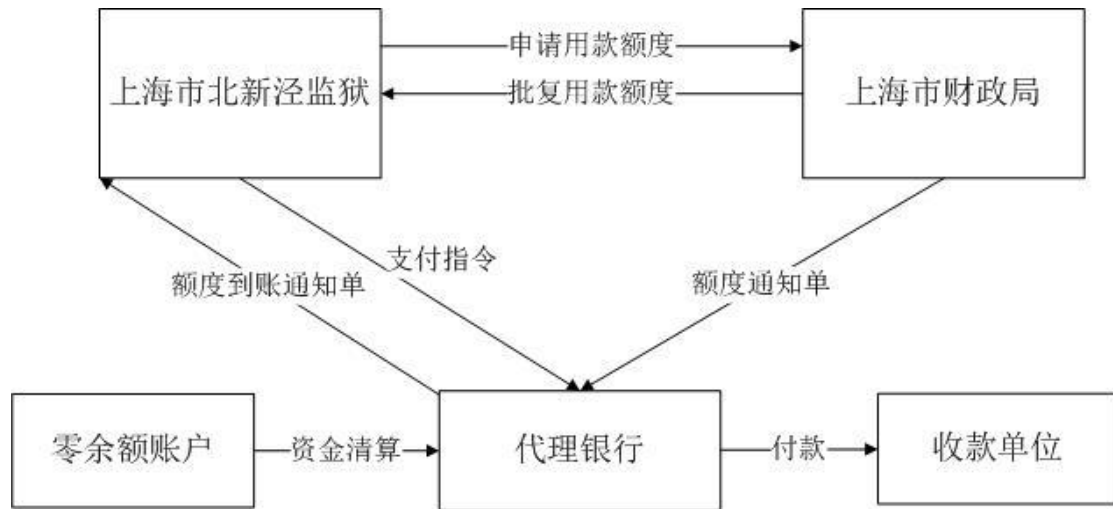 申请用款额度
上海市北新泾监狱
批复用款额度
上海市财政局
支付指令
额度到账通知单
额度通知单
零余额账户
资金清算
代理银行
付款
收款单位